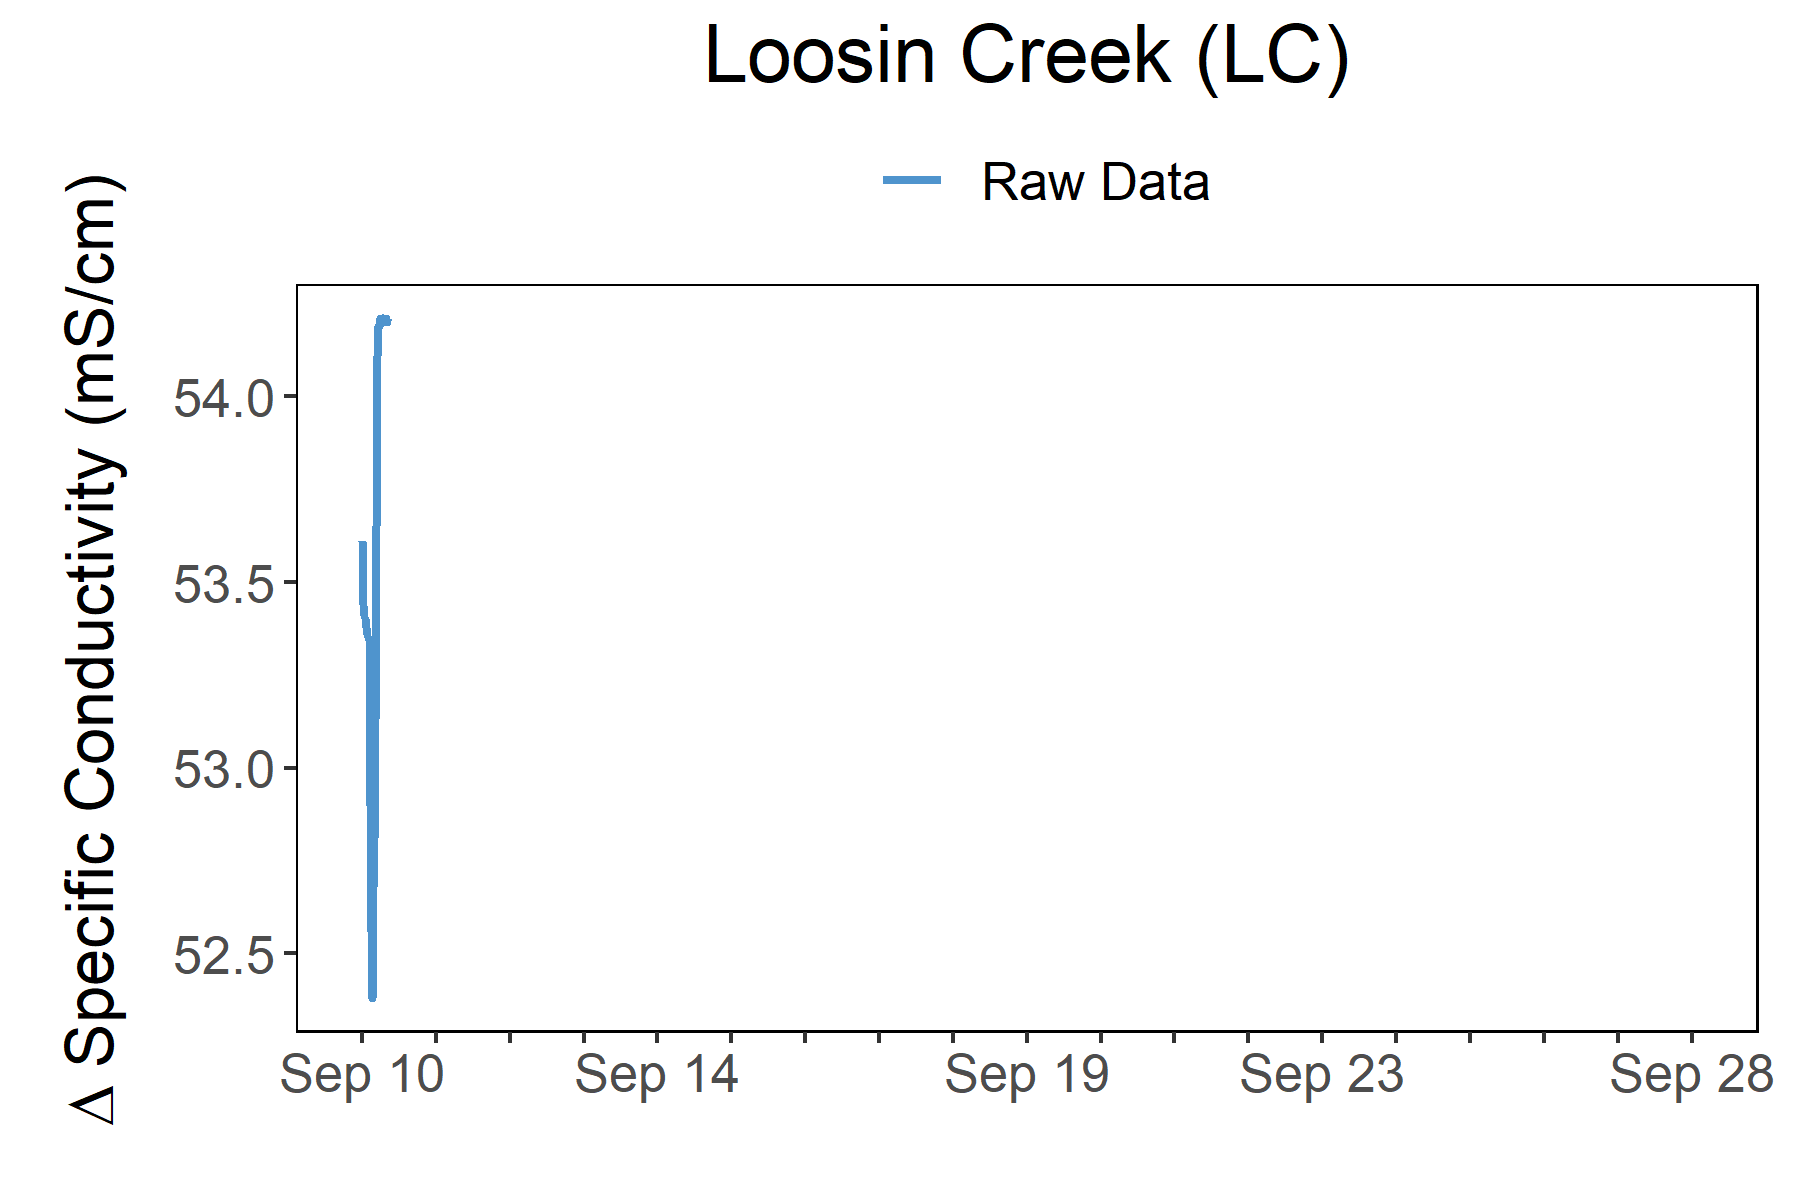 Loosin Creek (LC)
Raw Data
Δ Specific Conductivity (mS/cm)
54.0
53.5
53.0
52.5
Sep 10 Sep 14 Sep 19 Sep 23 Sep 28